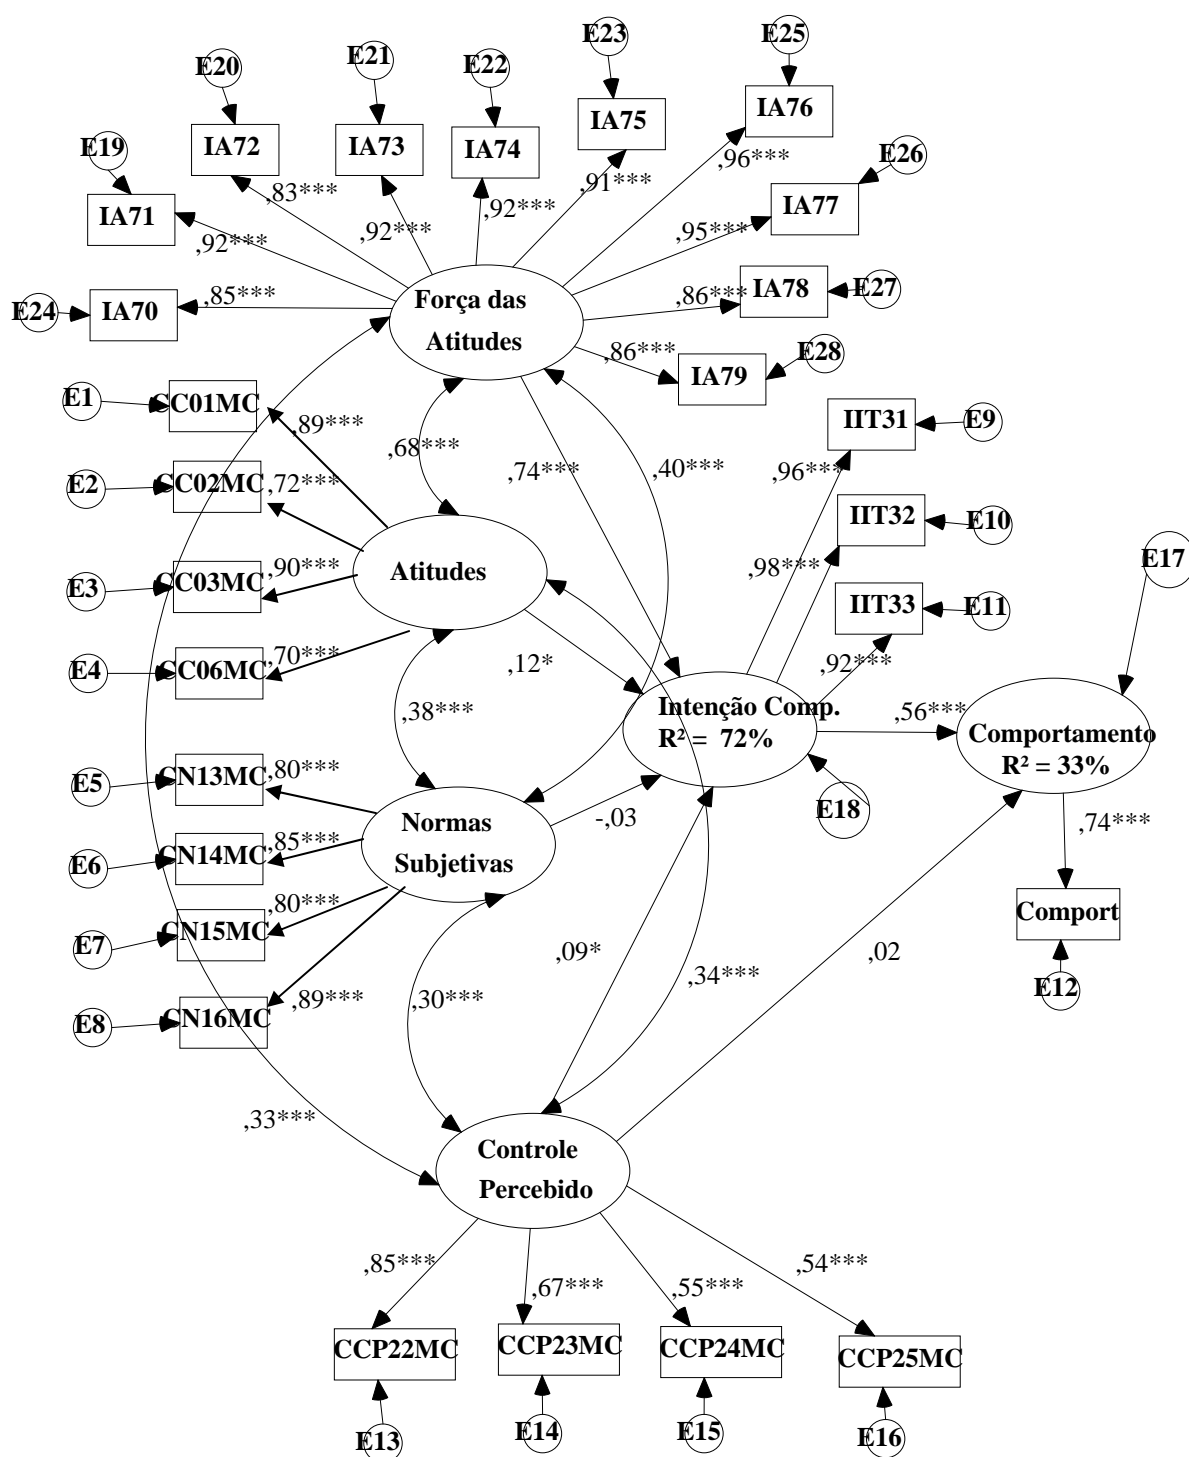 E23
E25
E20
E21
E22
IA75
IA76
E19
IA72
IA73
IA74
E26
,83***
,92***
,92***
,91***
,96***
IA71
IA77
,92***
,95***
E24
IA70
,85***
Força das
Atitudes
,86***
IA78
E27
,86***
E28
IA79
E1
CC01MC
,89***
IIT31
E9
,68***
,74***
,40***
,96***
E2
CC02MC
,72***
IIT32
E10
E3
CC03MC
,90***
Atitudes
,98***
E17
IIT33
E11
E4
CC06MC
,70***
,12*
,92***
,38***
Intenção Comp.
R² = 72%
,56***
Comportamento
R² = 33%
E5
CN13MC
,80***
E18
Normas
Subjetivas
-,03
,74***
E6
CN14MC
,85***
E7
CN15MC
,80***
Comport
,09*
,02
E8
CN16MC
,89***
,30***
,34***
E12
,33***
Controle
Percebido
,85***
,67***
,55***
,54***
CCP22MC
CCP23MC
CCP24MC
CCP25MC
E13
E14
E15
E16